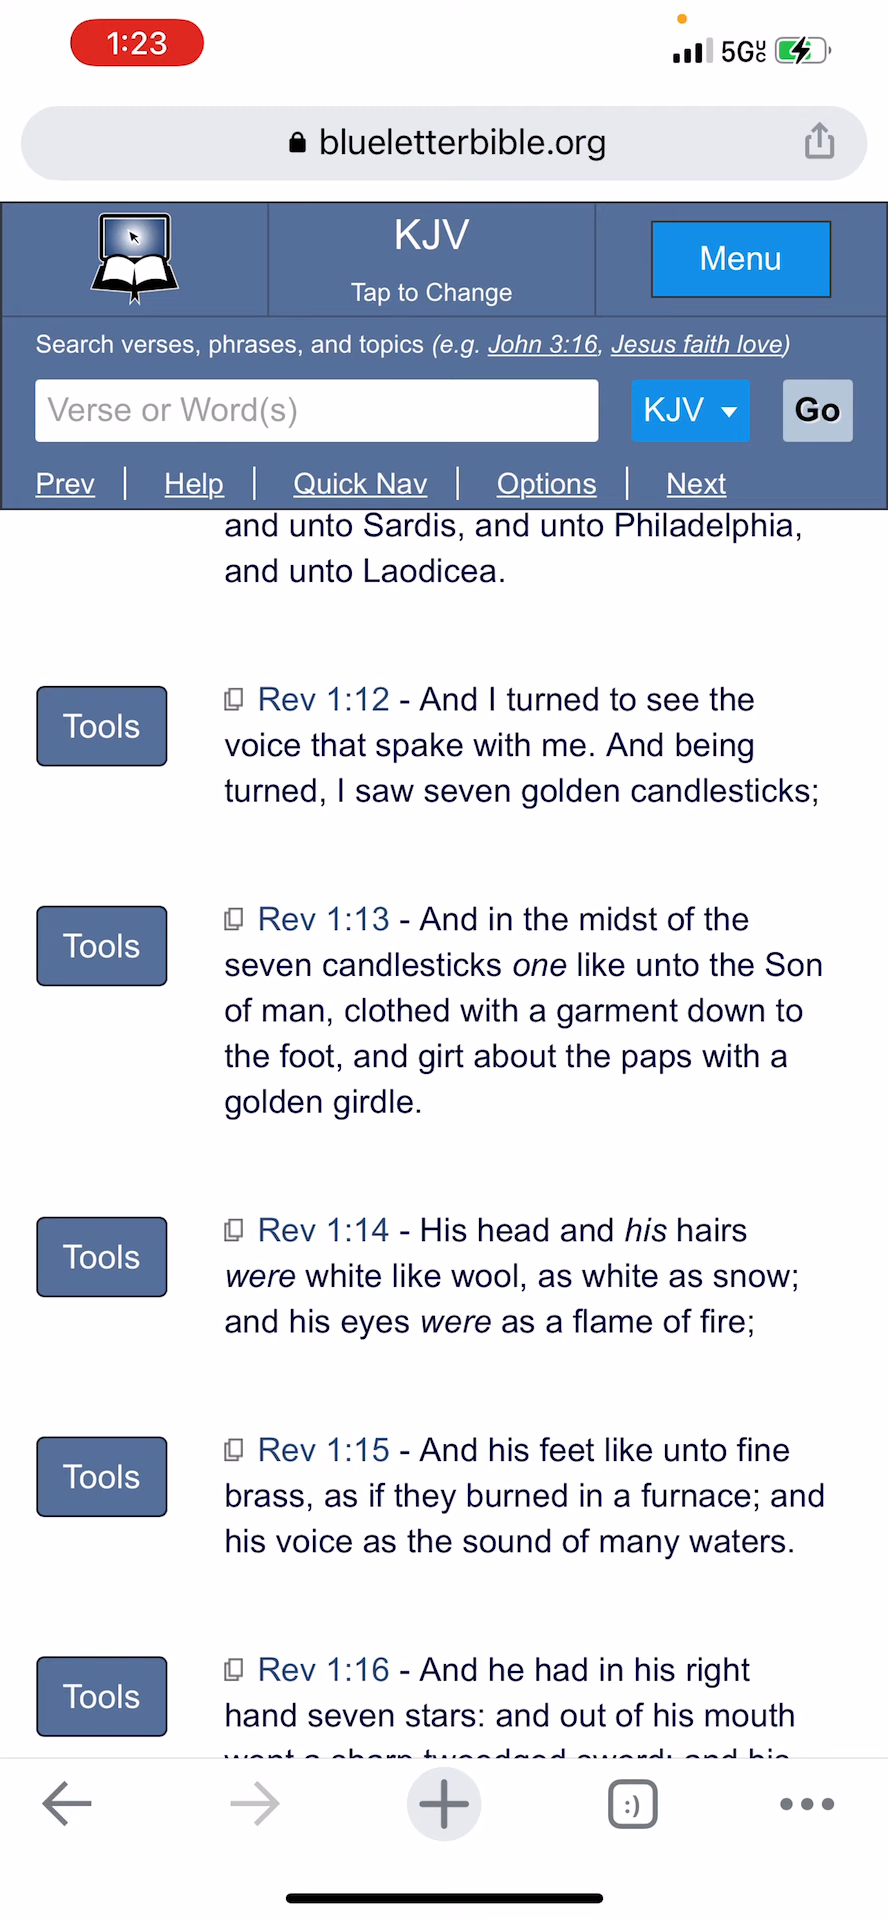 1:23
5G UC
blueletterbible.org
KJV
Tap to Change
Menu
Search verses, phrases, and topics (e.g. John 3:16, Jesus faith love)
Verse or Word(s)
KJV
Go
Prev | Help | Quick Nav | Options | Next
and unto Sardis, and unto Philadelphia,
and unto Laodicea.
Tools
Rev 1:12 - And I turned to see the
voice that spake with me. And being
turned, I saw seven golden candlesticks;
Tools
Rev 1:13 - And in the midst of the
seven candlesticks one like unto the Son
of man, clothed with a garment down to
the foot, and girt about the paps with a
golden girdle.
Tools
Rev 1:14 - His head and his hairs
were white like wool, as white as snow;
and his eyes were as a flame of fire;
Tools
Rev 1:15 - And his feet like unto fine
brass, as if they burned in a furnace; and
his voice as the sound of many waters.
Tools
Rev 1:16 - And he had in his right
hand seven stars: and out of his mouth
went a sharp twoedged sword: and his
:)